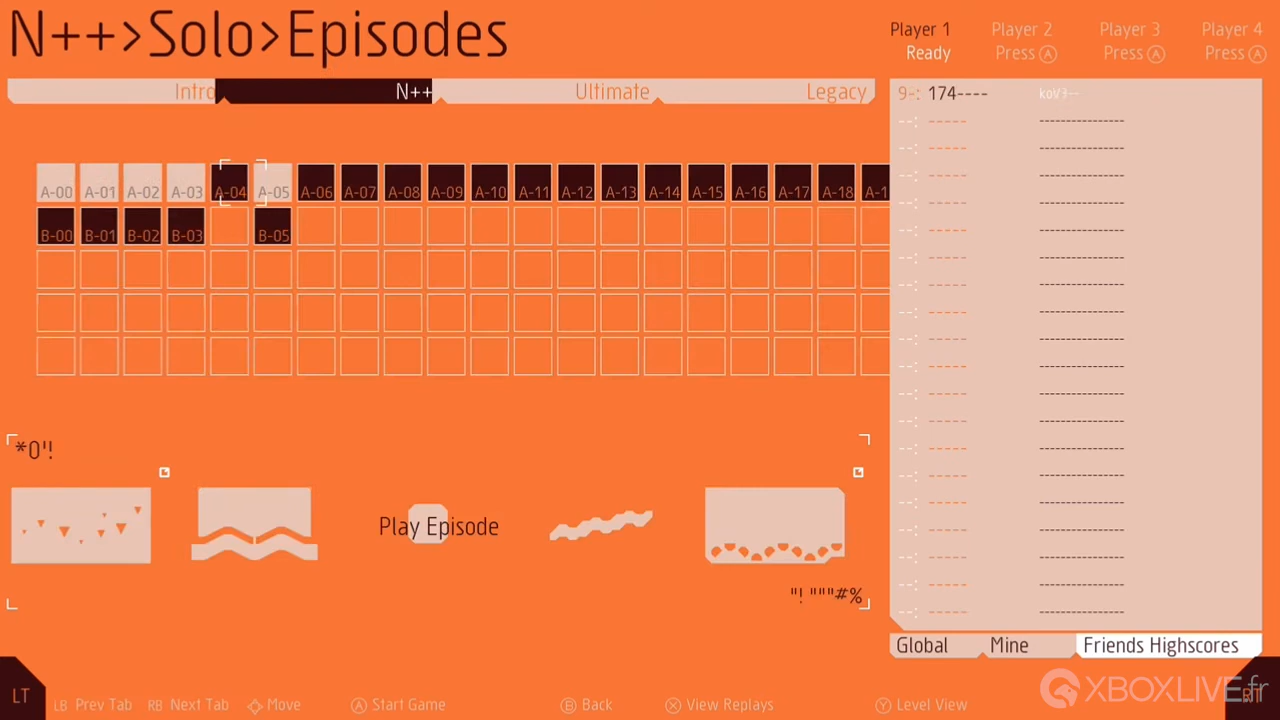 N++>Solo>Episodes
Player 1 Player 2 Player 3 Player 4
Ready Press A Press A Press A
Intro N++ Ultimate Legacy
9-: 174---- koV3--
--: ----- ---------------
A-00 A-01 A-02 A-03 A-04 A-05 A-06 A-07 A-08 A-09 A-10 A-11 A-12 A-13 A-14 A-15 A-16 A-17 A-18 A-1
--: ----- ---------------
B-00 B-01 B-02 B-03 B-05
--: ----- ---------------
--: ----- ---------------
--: ----- ---------------
--: ----- ---------------
--: ----- ---------------
--: ----- ---------------
--: ----- ---------------
--: ----- ---------------
--: ----- ---------------
--: ----- ---------------
*0'!
--: ----- ---------------
--: ----- ---------------
--: ----- ---------------
--: ----- ---------------
Play Episode
--: ----- ---------------
--: ----- ---------------
"! """#%
--: ----- ---------------
Global Mine Friends Highscores
LT LB Prev Tab RB Next Tab Move A Start Game B Back X View Replays Y Level View RT
XBOXLIVE.fr